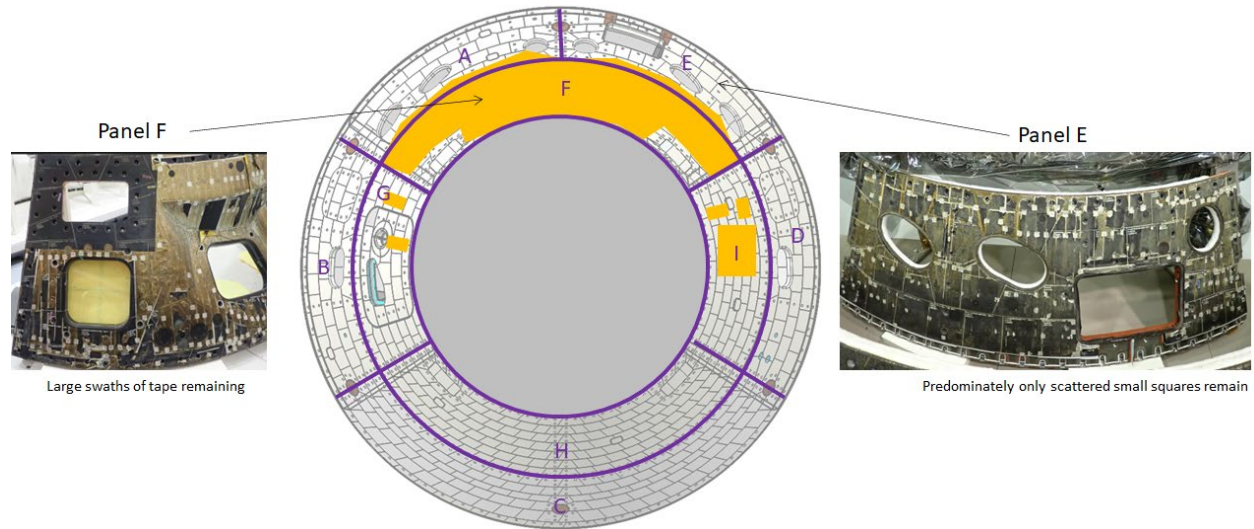 A
E
F
Panel F
Panel E
G
B
I
D
Large swaths of tape remaining
Predominately only scattered small squares remain
H
C